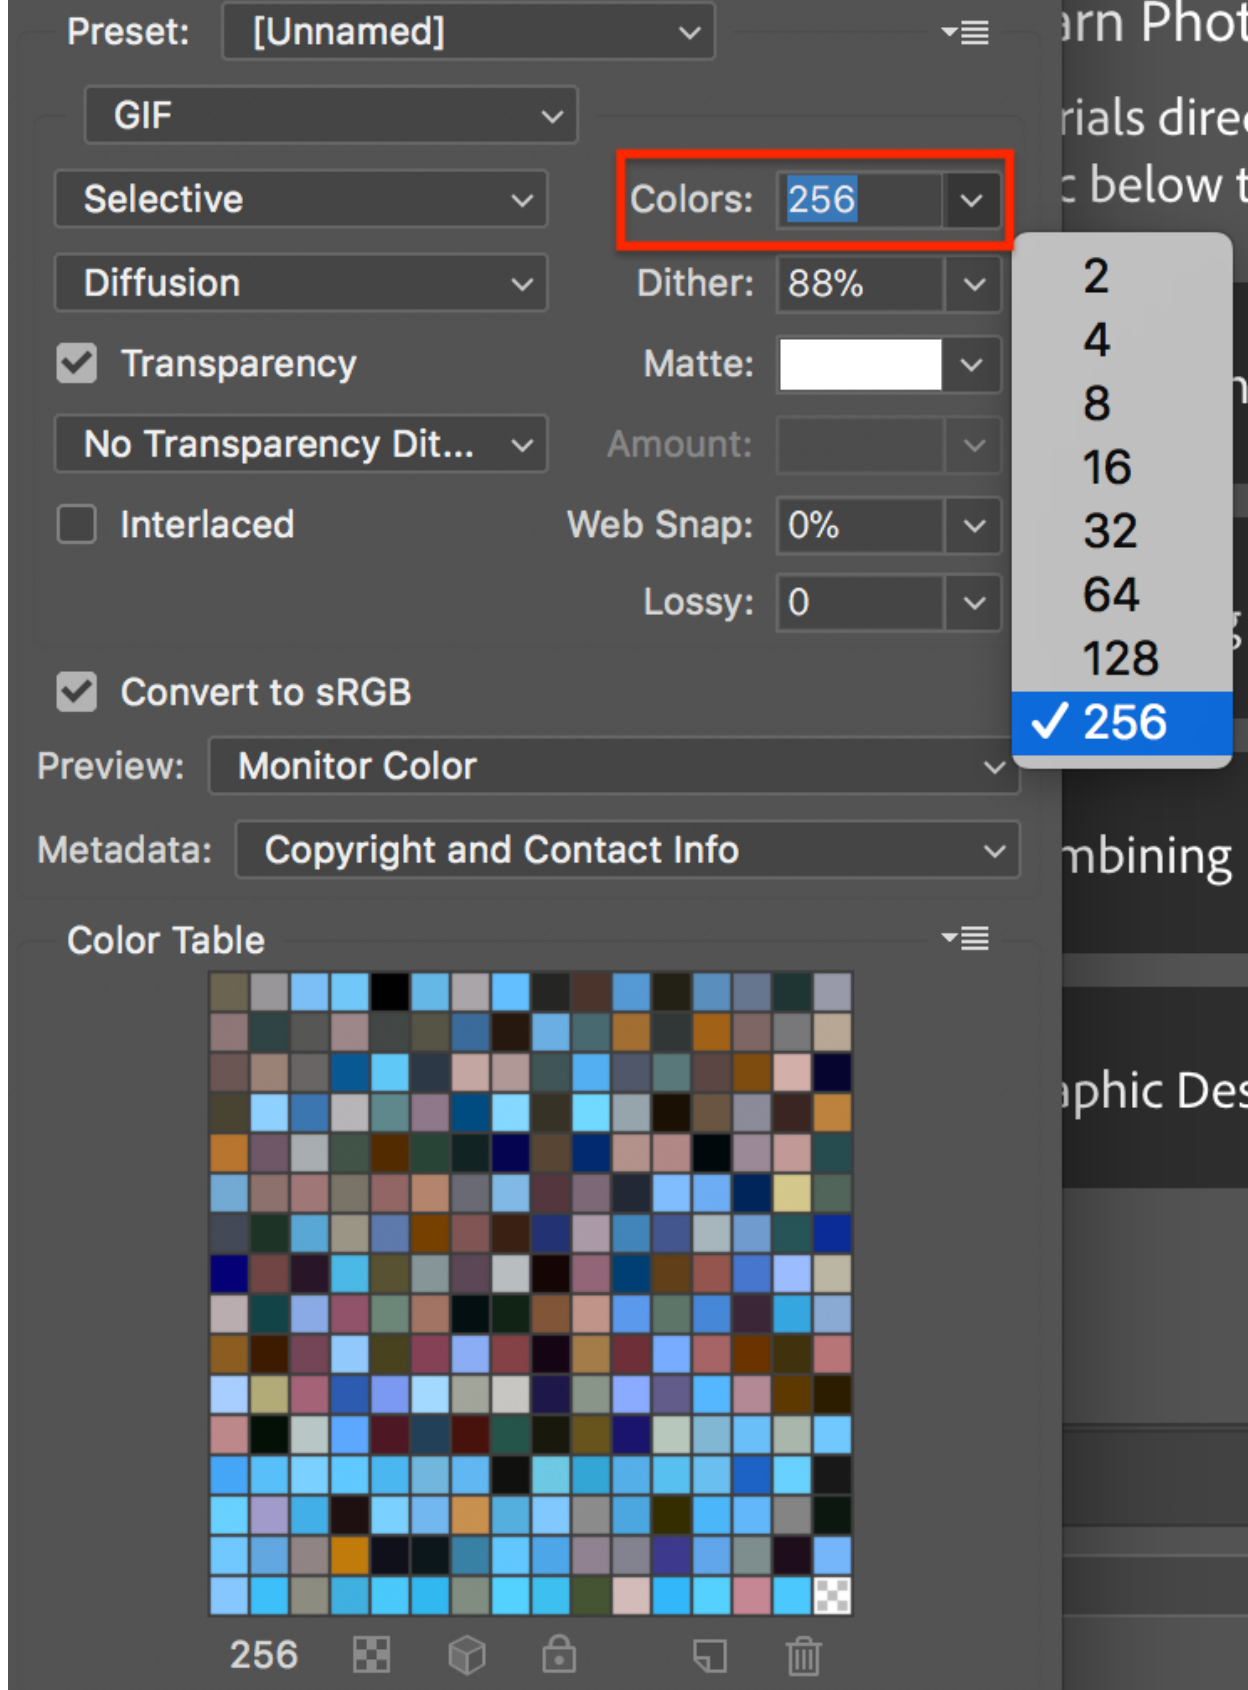 Preset: [Unnamed]
GIF
Selective Colors: 256
Diffusion Dither: 88%
Transparency Matte:
No Transparency Dit... Amount:
Interlaced Web Snap: 0%
Lossy: 0
Convert to sRGB
Preview: Monitor Color
Metadata: Copyright and Contact Info
Color Table
256
2
4
8
16
32
64
128
256
arn Phot
rials dire
c below t
mbining
aphic Des